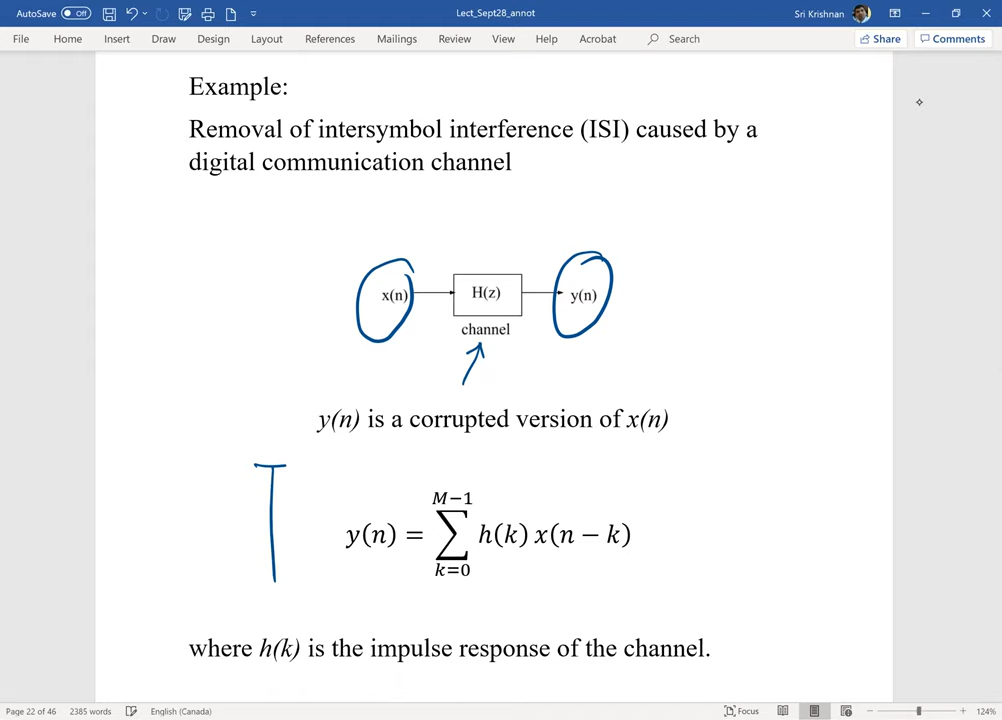 AutoSave Off Lect_Sept28_annot Sri Krishnan
File Home Insert Draw Design Layout References Mailings Review View Help Acrobat Search Share Comments
Example:
Removal of intersymbol interference (ISI) caused by a
digital communication channel
x(n) H(z) y(n)
channel
y(n) is a corrupted version of x(n)
y(n) = ∑_{k=0}^{M−1} h(k) x(n − k)
where h(k) is the impulse response of the channel.
Page 22 of 46 2385 words English (Canada) Focus 124%